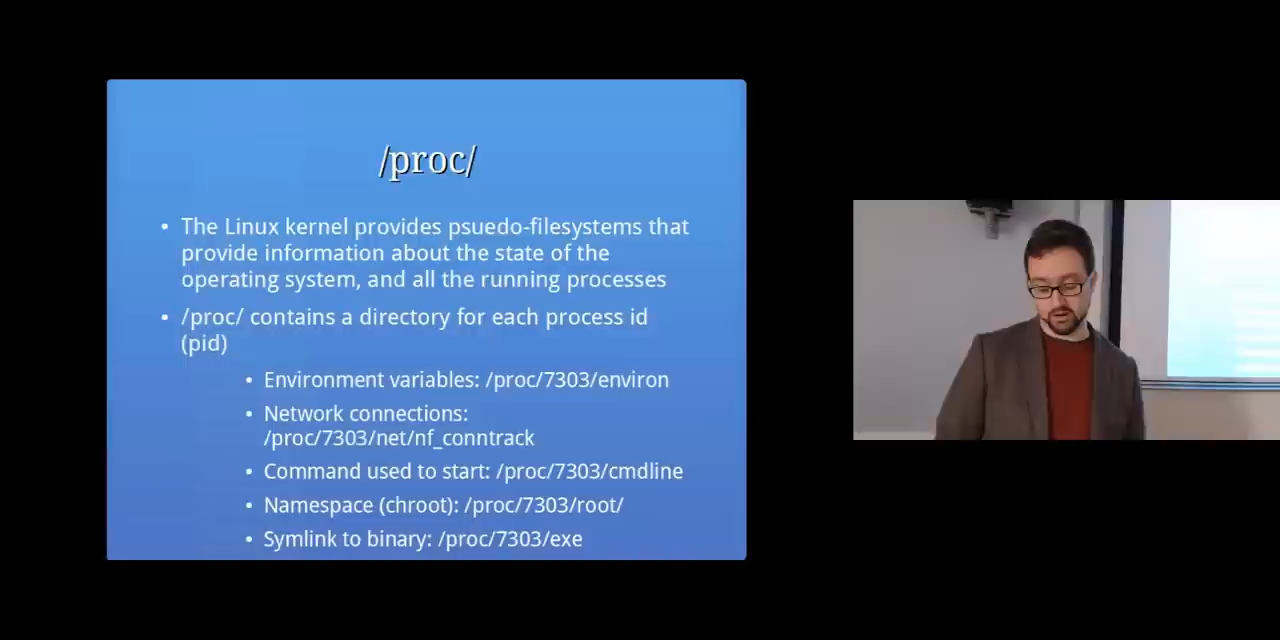 /proc/
• The Linux kernel provides psuedo-filesystems that
provide information about the state of the
operating system, and all the running processes
• /proc/ contains a directory for each process id
(pid)
• Environment variables: /proc/7303/environ
• Network connections:
/proc/7303/net/nf_conntrack
• Command used to start: /proc/7303/cmdline
• Namespace (chroot): /proc/7303/root/
• Symlink to binary: /proc/7303/exe